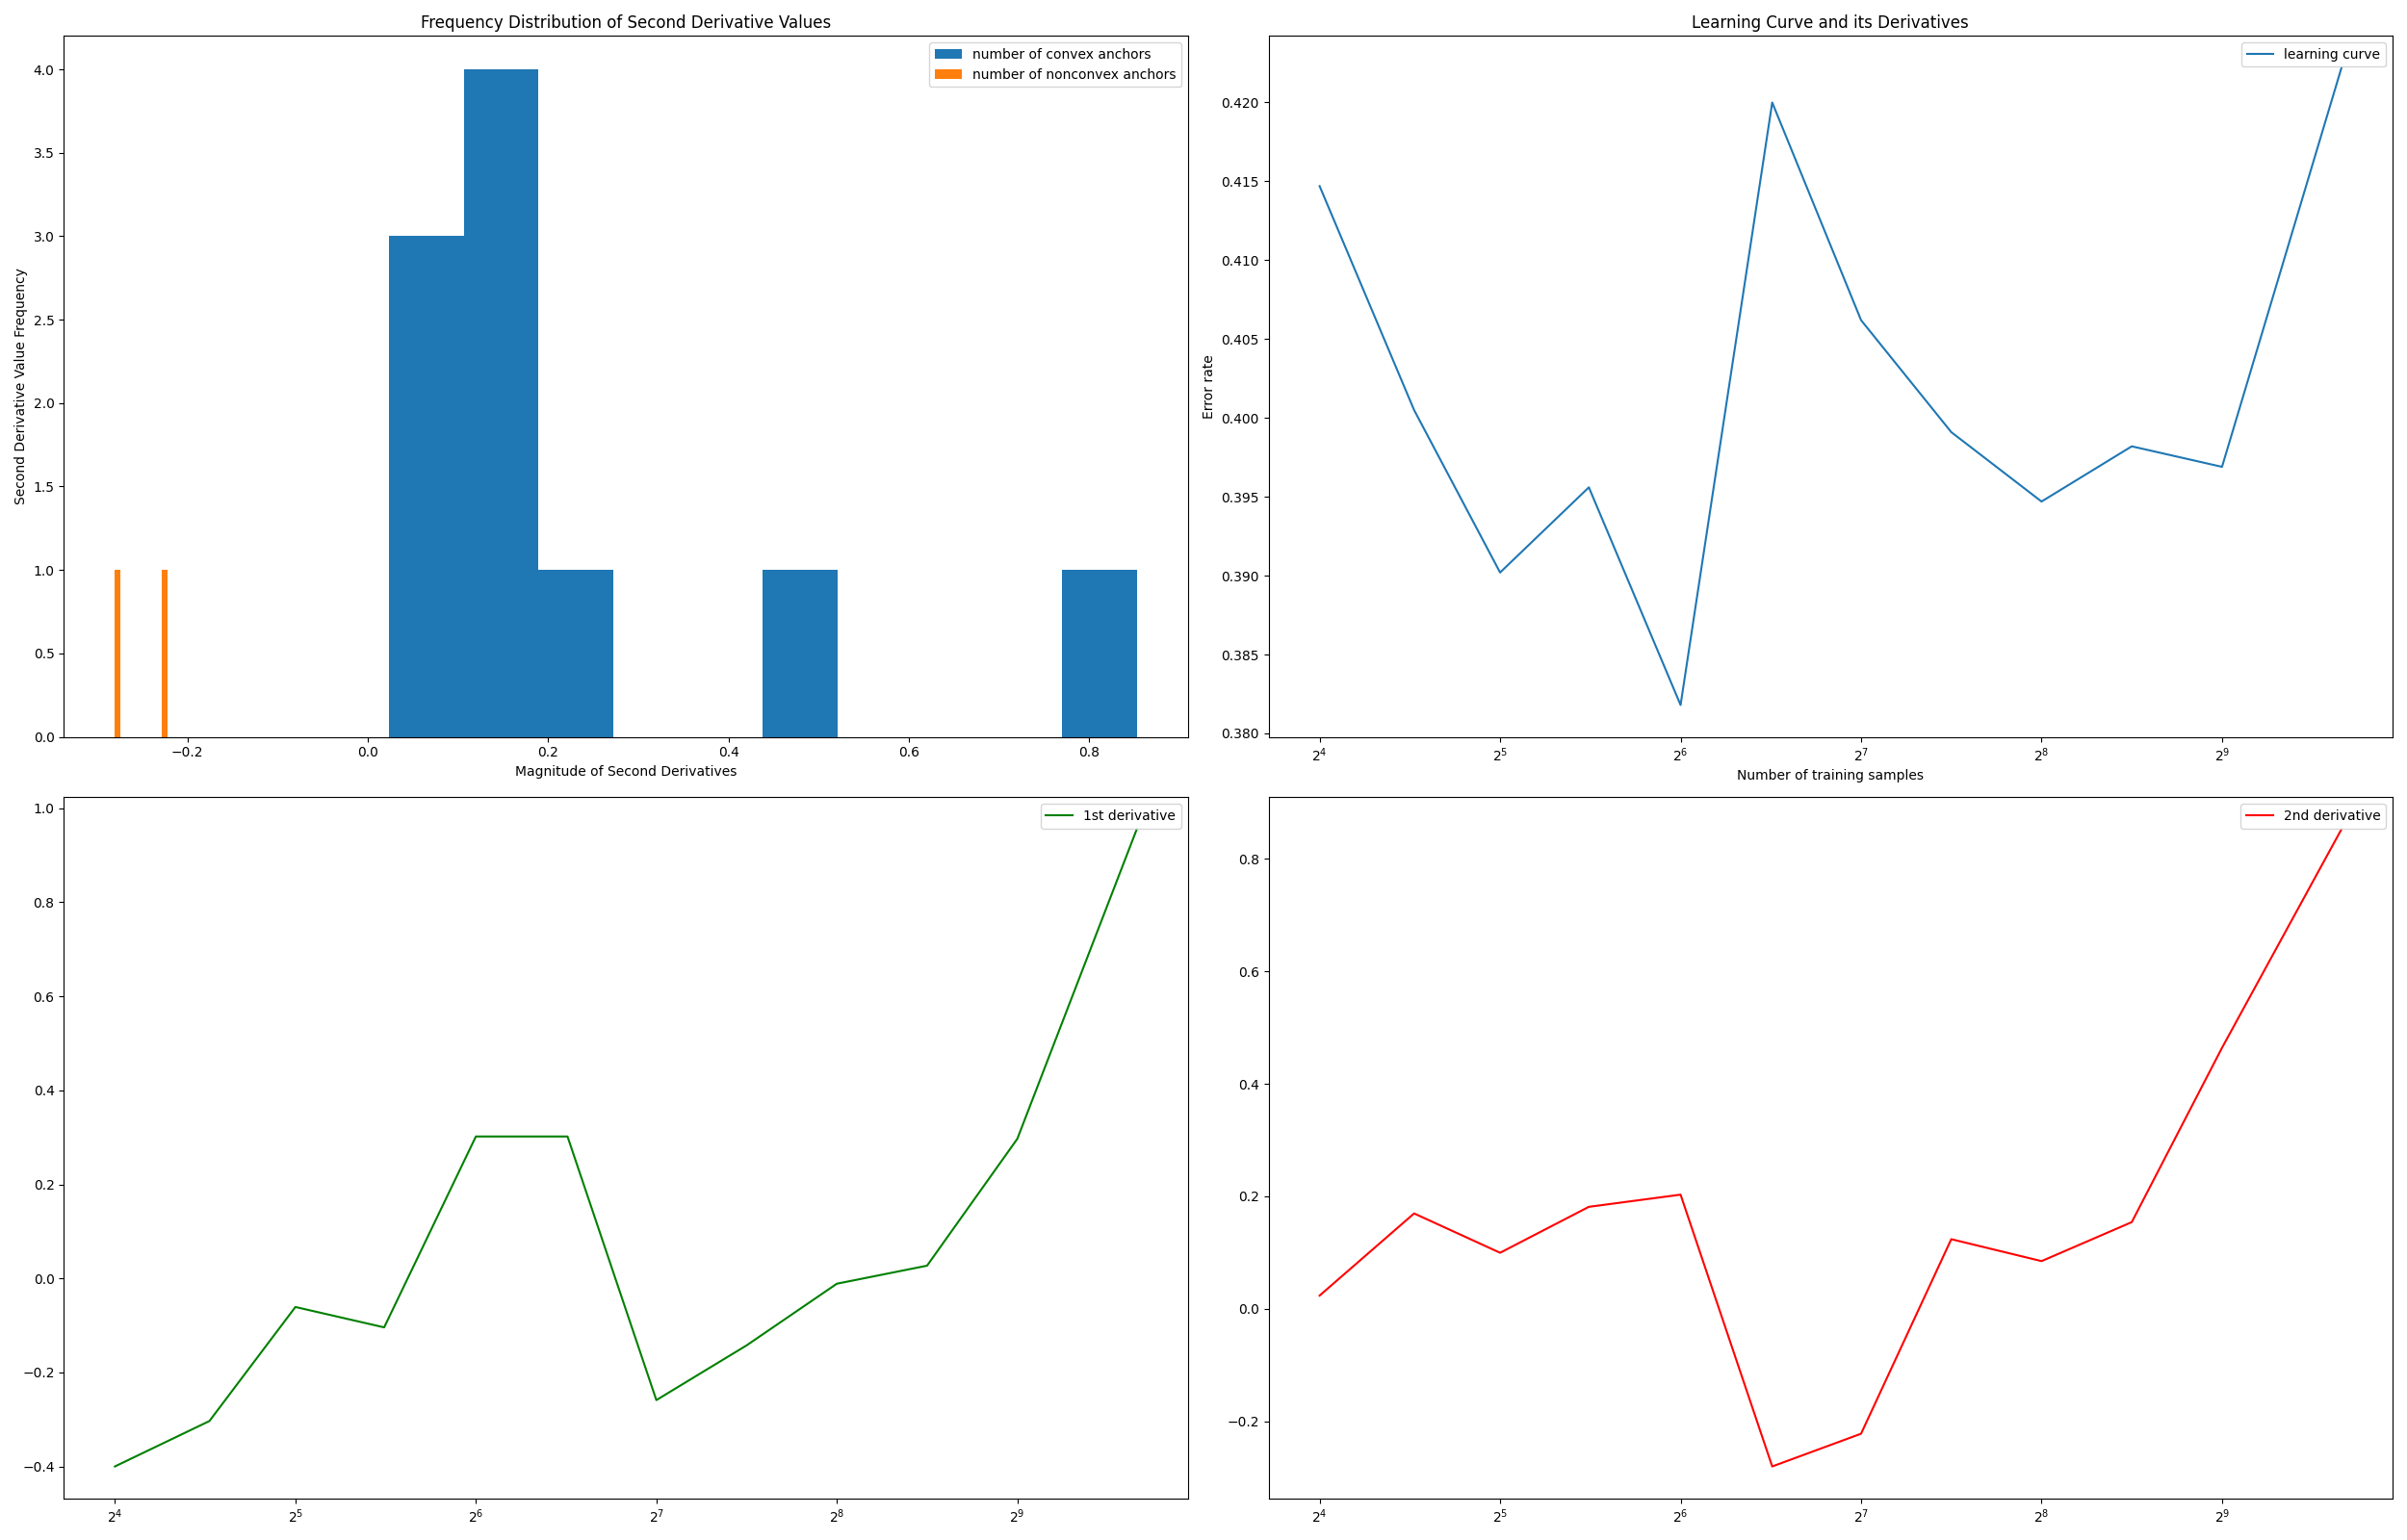 Frequency Distribution of Second Derivative Values
number of convex anchors
number of nonconvex anchors
4.0
3.5
3.0
2.5
2.0
1.5
1.0
0.5
0.0
Second Derivative Value Frequency
−0.2 0.0 0.2 0.4 0.6 0.8
Magnitude of Second Derivatives
Learning Curve and its Derivatives
learning curve
0.420
0.415
0.410
0.405
0.400
0.395
0.390
0.385
0.380
Error rate
2⁴ 2⁵ 2⁶ 2⁷ 2⁸ 2⁹
Number of training samples
1st derivative
1.0
0.8
0.6
0.4
0.2
0.0
−0.2
−0.4
2⁴ 2⁵ 2⁶ 2⁷ 2⁸ 2⁹
2nd derivative
0.8
0.6
0.4
0.2
0.0
−0.2
2⁴ 2⁵ 2⁶ 2⁷ 2⁸ 2⁹